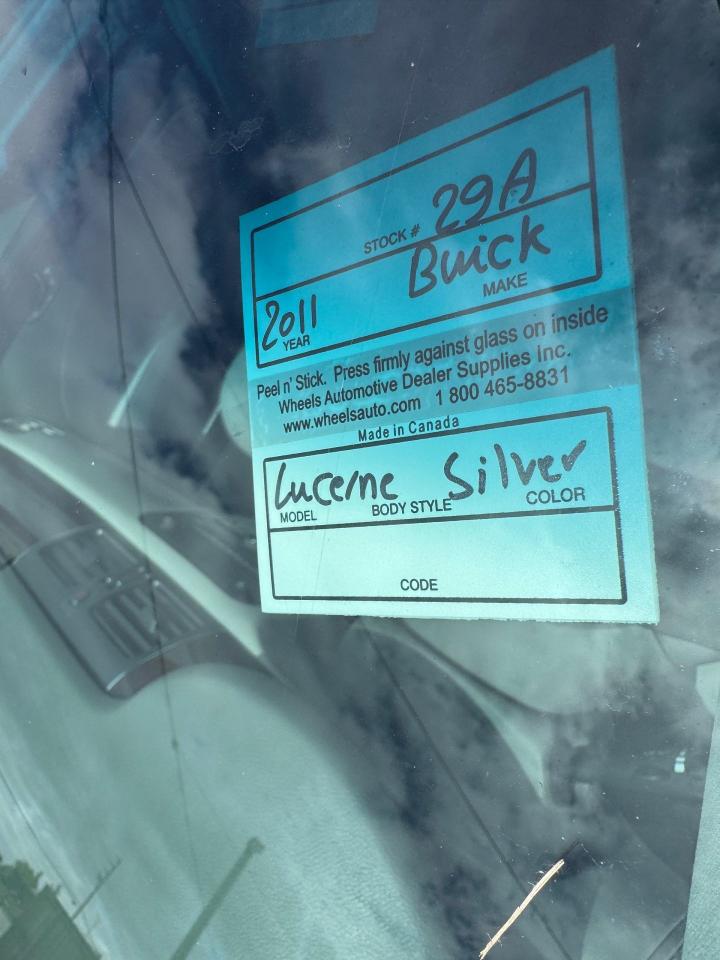 STOCK # 29A
2011 YEAR Buick MAKE
Peel n' Stick. Press firmly against glass on inside
Wheels Automotive Dealer Supplies Inc.
www.wheelsauto.com 1 800 465-8831
Made in Canada
Lucerne Silver
MODEL BODY STYLE COLOR
CODE